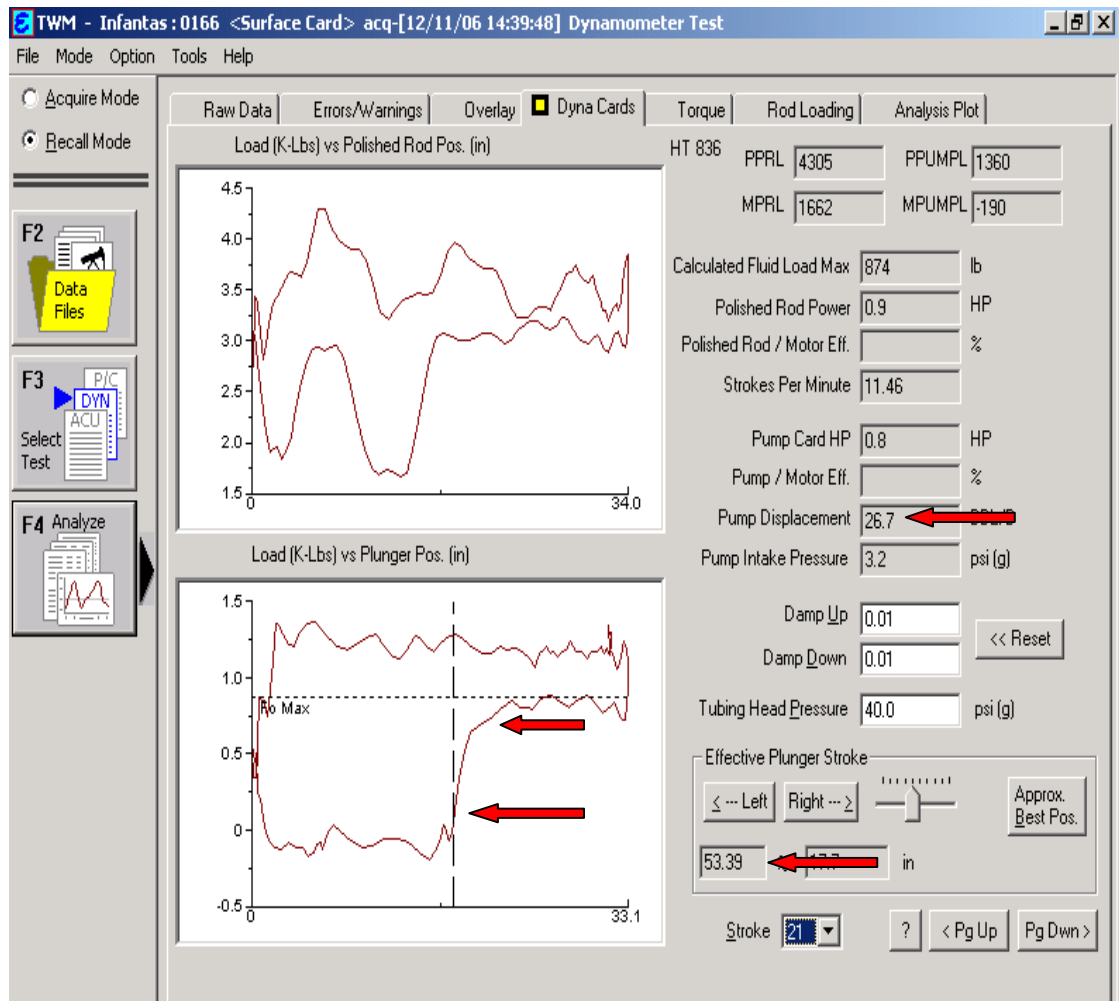 TWM - Infantas : 0166 <Surface Card> acq-[12/11/06 14:39:48] Dynamometer Test
File Mode Option Tools Help
Acquire Mode
Recall Mode
F2
Data
Files
F3
P/C
DYN
ACU
Select
Test
F4 Analyze
Raw Data Errors/Warnings Overlay Dyna Cards Torque Rod Loading Analysis Plot
Load (K-Lbs) vs Polished Rod Pos. (in)
4.5
4.0
3.5
3.0
2.5
2.0
1.5
0 34.0
Load (K-Lbs) vs Plunger Pos. (in)
1.5
1.0
Fo Max
0.5
0
-0.5
0 33.1
HT 836 PPRL 4305 PPUMPL 1360
MPRL 1662 MPUMPL -190
Calculated Fluid Load Max 874 lb
Polished Rod Power 0.9 HP
Polished Rod / Motor Eff. %
Strokes Per Minute 11.46
Pump Card HP 0.8 HP
Pump / Motor Eff. %
Pump Displacement 26.7
Pump Intake Pressure 3.2 psi (g)
Damp Up 0.01
Damp Down 0.01
<< Reset
Tubing Head Pressure 40.0 psi (g)
Effective Plunger Stroke
< --- Left Right --- >
Approx.
Best Pos.
53.39 17.7 in
Stroke 21 ? < Pg Up Pg Dwn >